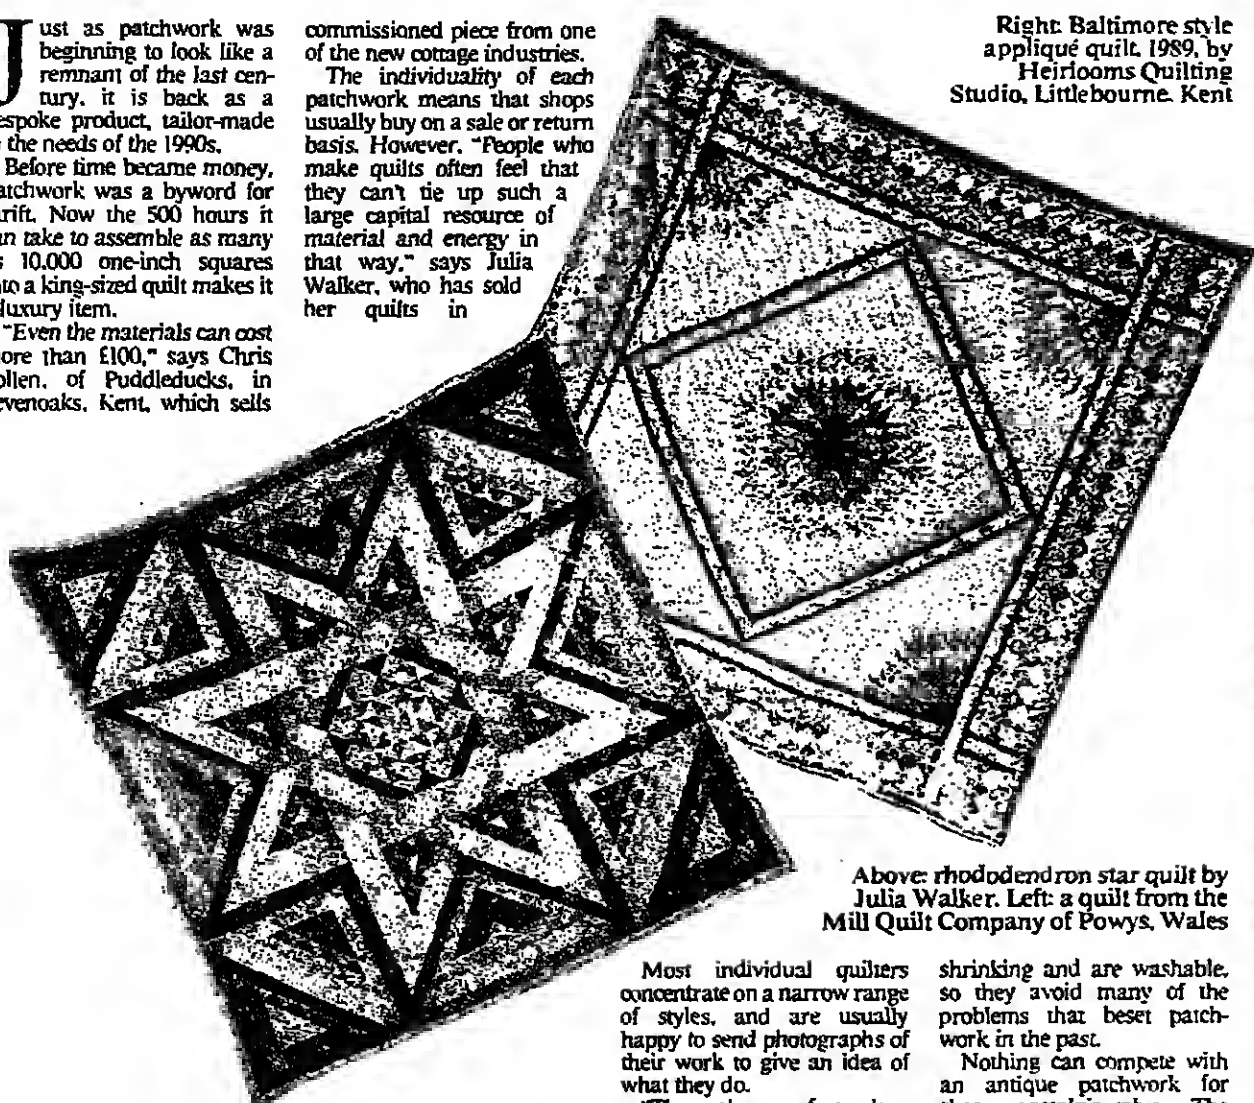 Just as patchwork was
beginning to look like a
remnant of the last cen-
tury, it is back as a
espoke product, tailor-made
the needs of the 1990s.
Before time became money,
atchwork was a byword for
rift. Now the 500 hours it
an take to assemble as many
s 10,000 one-inch squares
to a king-sized quilt makes it
luxury item.
"Even the materials can cost
ore than £100," says Chris
ollen, of Puddleducks, in
evenoaks, Kent, which sells
commissioned piece from one
of the new cottage industries.
The individuality of each
patchwork means that shops
usually buy on a sale or return
basis. However, "People who
make quilts often feel that
they can't tie up such a
large capital resource of
material and energy in
that way," says Julia
Walker, who has sold
her quilts in
Right: Baltimore style
appliqué quilt, 1989, by
Heirlooms Quilting
Studio, Littlebourne, Kent
Above: rhododendron star quilt by
Julia Walker. Left: a quilt from the
Mill Quilt Company of Powys, Wales
Most individual quilters
concentrate on a narrow range
of styles, and are usually
happy to send photographs of
their work to give an idea of
what they do.
shrinking and are washable,
so they avoid many of the
problems that beset patch-
work in the past.
Nothing can compete with
an antique patchwork for